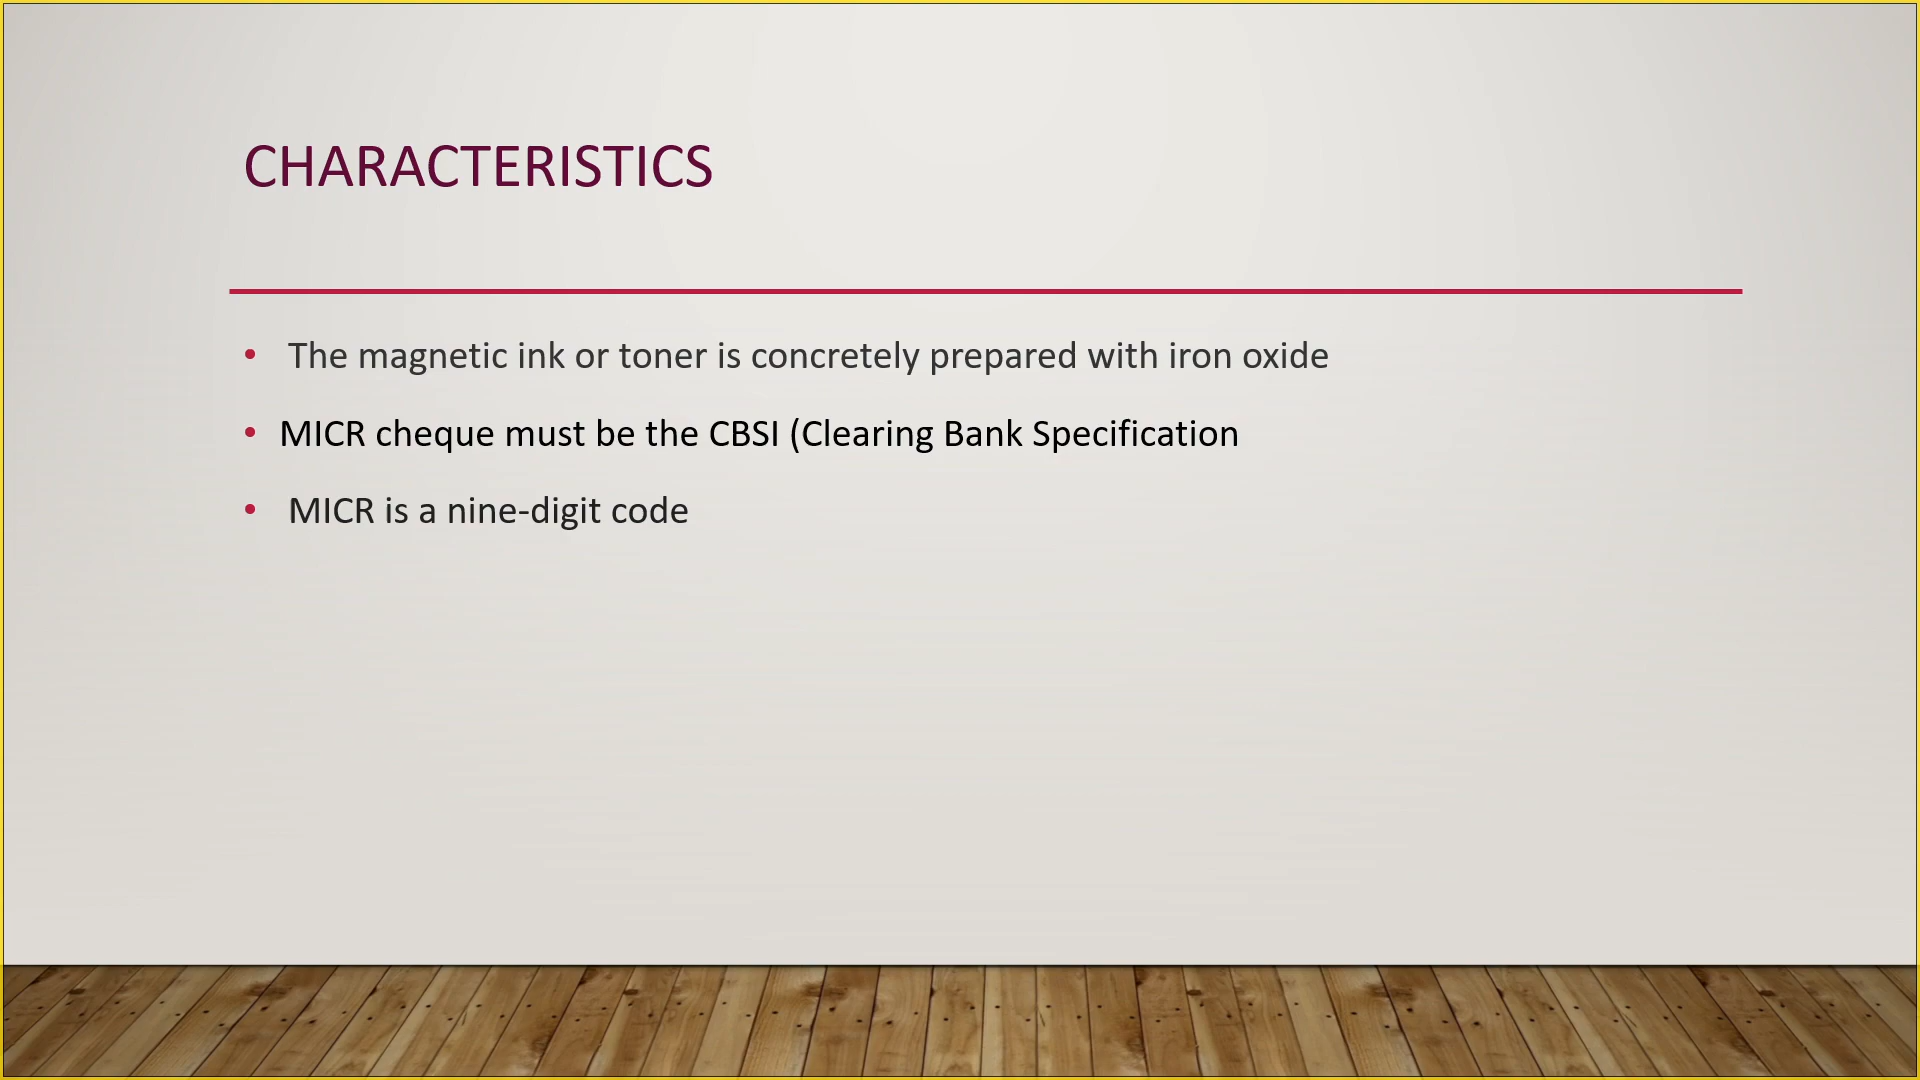 CHARACTERISTICS
• The magnetic ink or toner is concretely prepared with iron oxide
• MICR cheque must be the CBSI (Clearing Bank Specification
• MICR is a nine-digit code